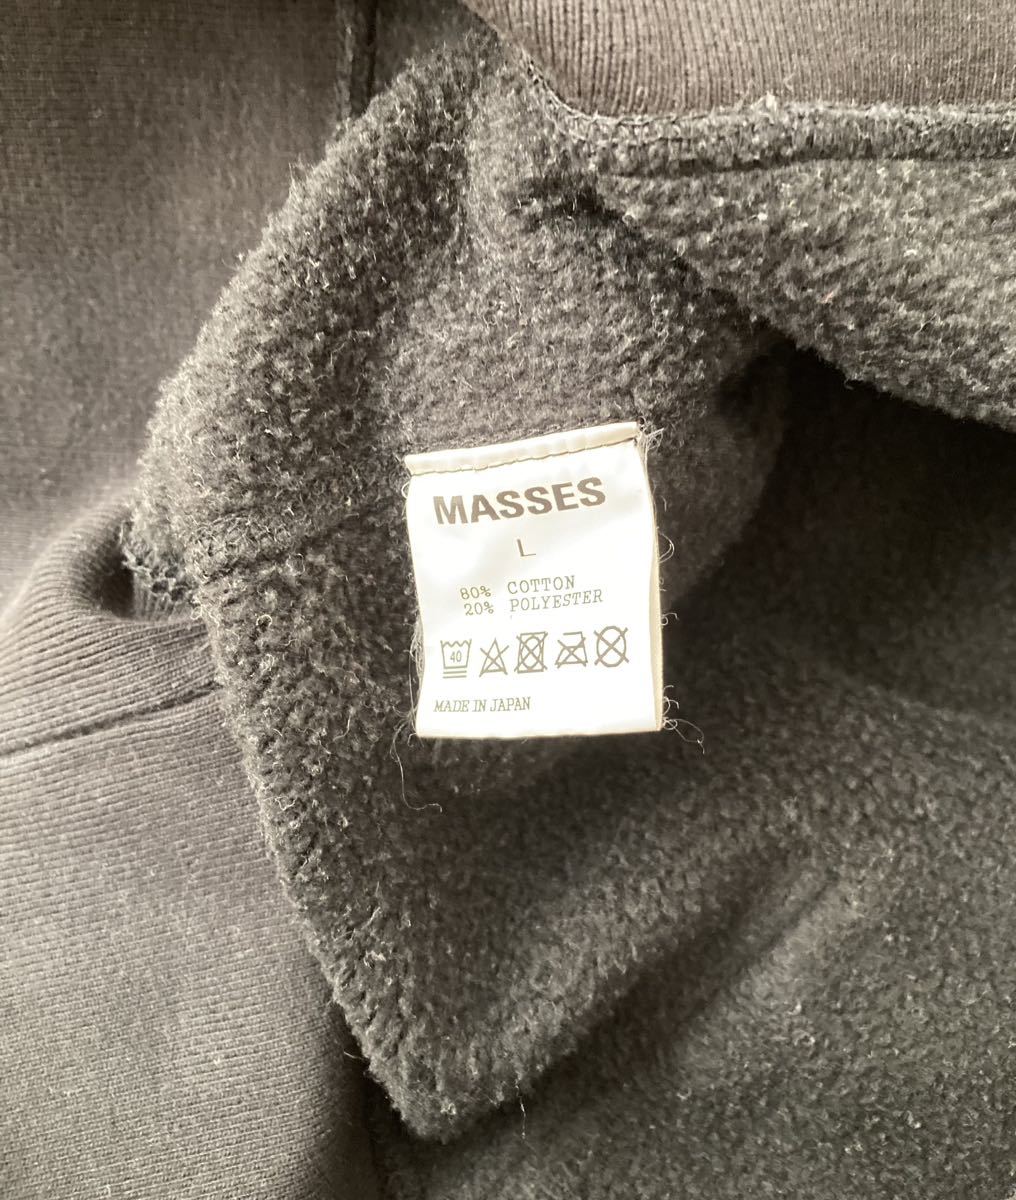 MASSES
L
80% COTTON
20% POLYESTER
40
MADE IN JAPAN